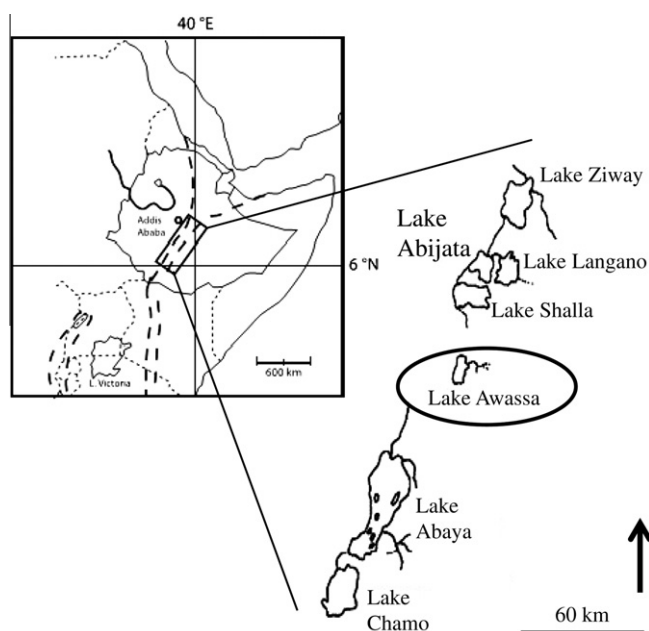 40 °E
Addis
Ababa
6 °N
L. Victoria
600 km
Lake Ziway
Lake
Abijata
Lake Langano
Lake Shalla
Lake Awassa
Lake
Abaya
Lake
Chamo
60 km